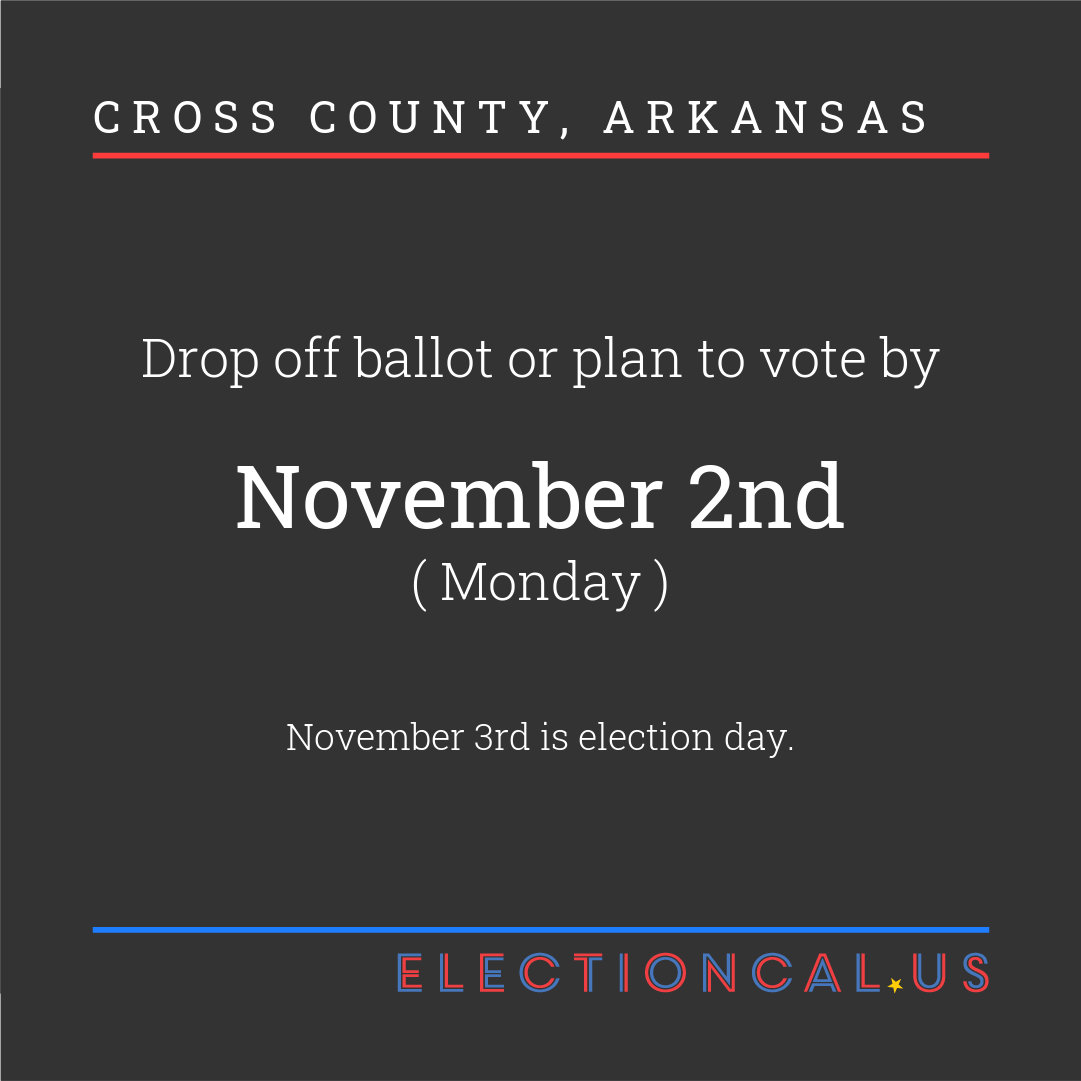 CROSS COUNTY, ARKANSAS
Drop off ballot or plan to vote by
November 2nd
( Monday )
November 3rd is election day.
ELECTIONCAL.US